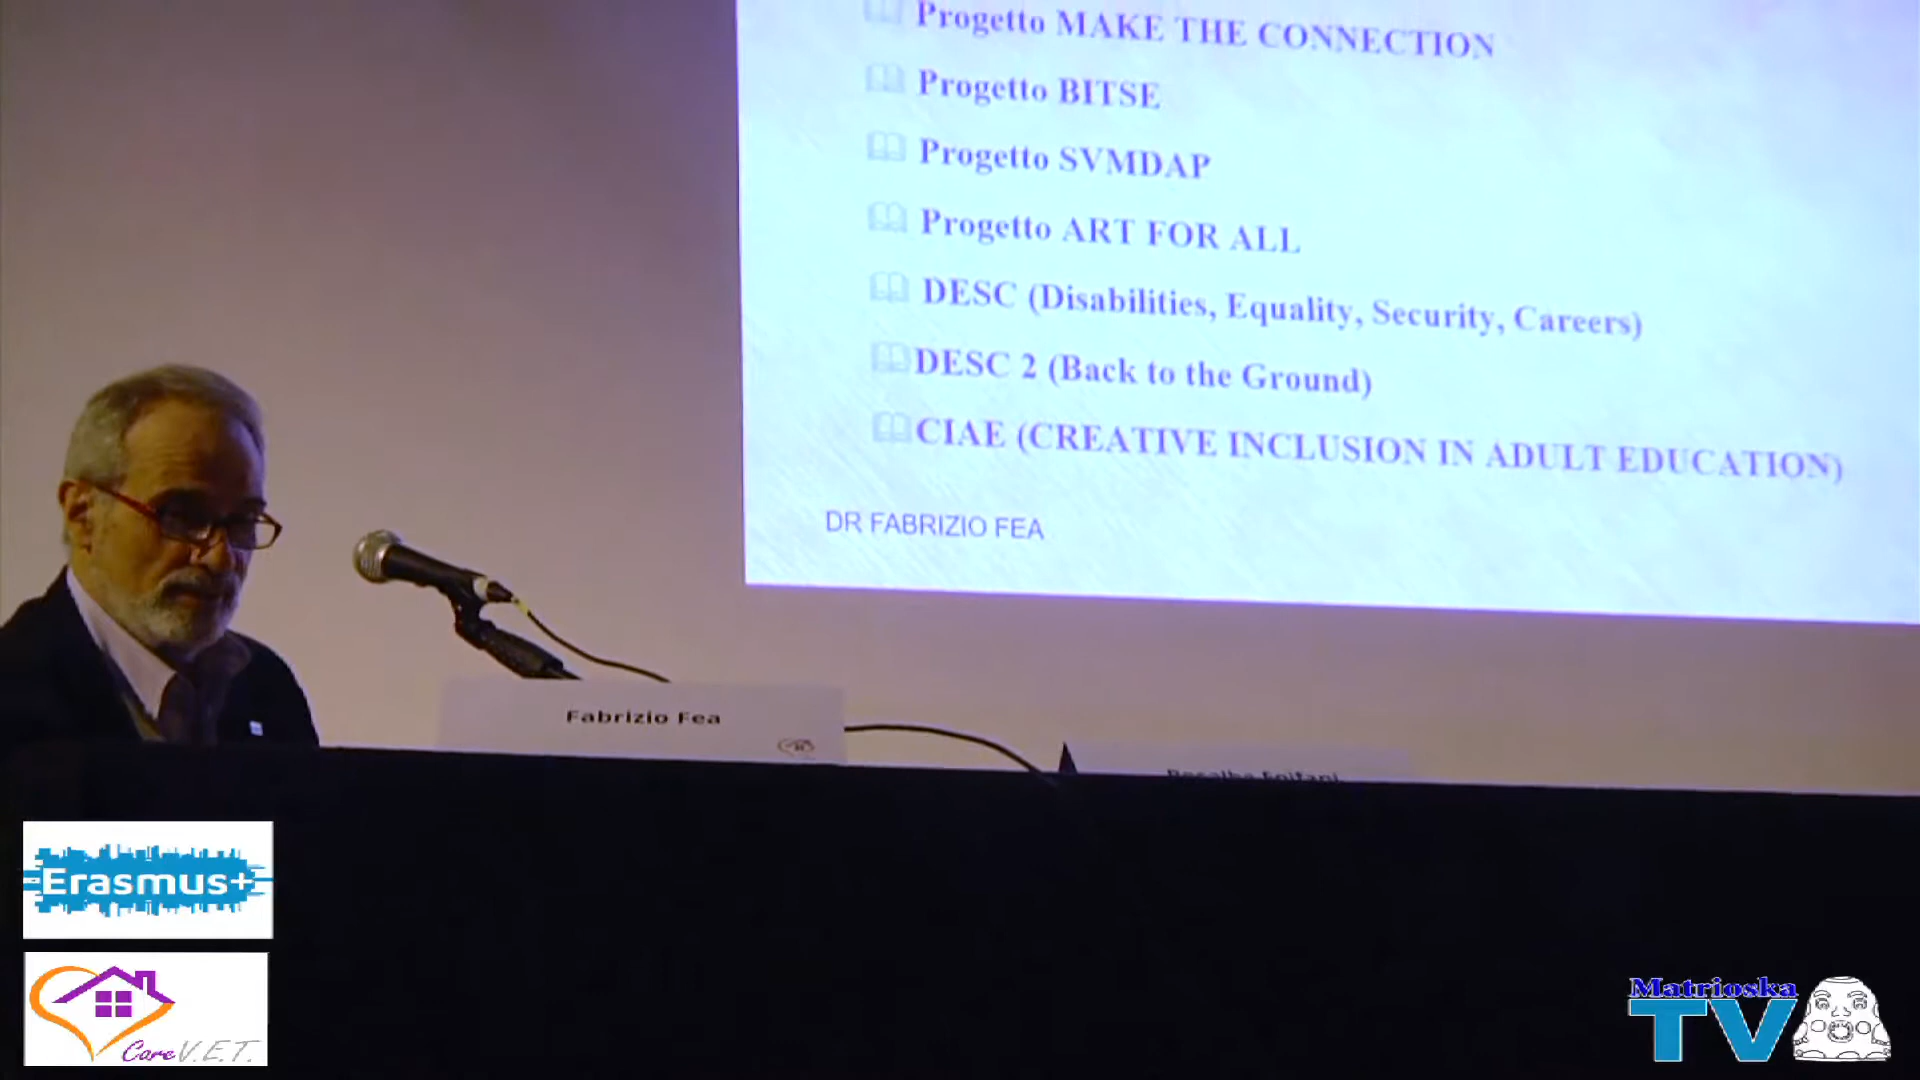 Progetto MAKE THE CONNECTION
Progetto BITSE
Progetto SVMDAP
Progetto ART FOR ALL
DESC (Disabilities, Equality, Security, Careers)
DESC 2 (Back to the Ground)
CIAE (CREATIVE INCLUSION IN ADULT EDUCATION)
DR FABRIZIO FEA
Fabrizio Fea
Erasmus+
Care V.E.T.
Matrioska
TV